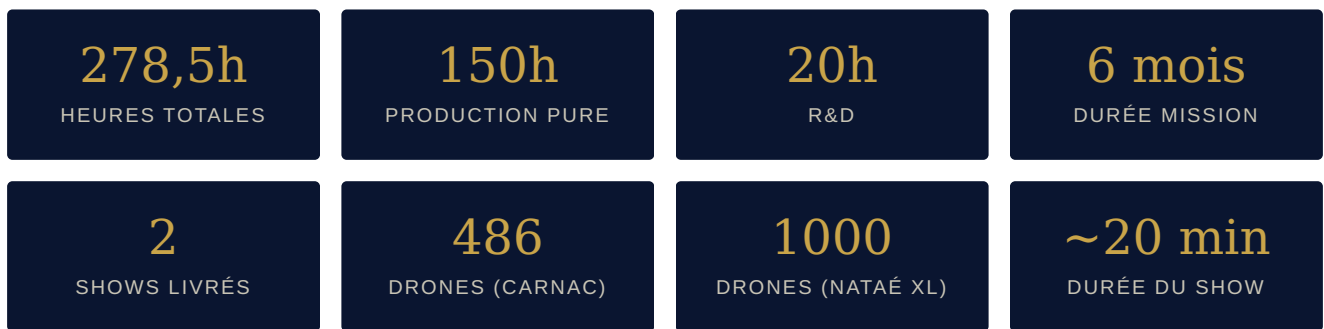 278,5h
HEURES TOTALES
150h
PRODUCTION PURE
20h
R&D
6 mois
DURÉE MISSION
2
SHOWS LIVRÉS
486
DRONES (CARNAC)
1000
DRONES (NATAÉ XL)
~20 min
DURÉE DU SHOW